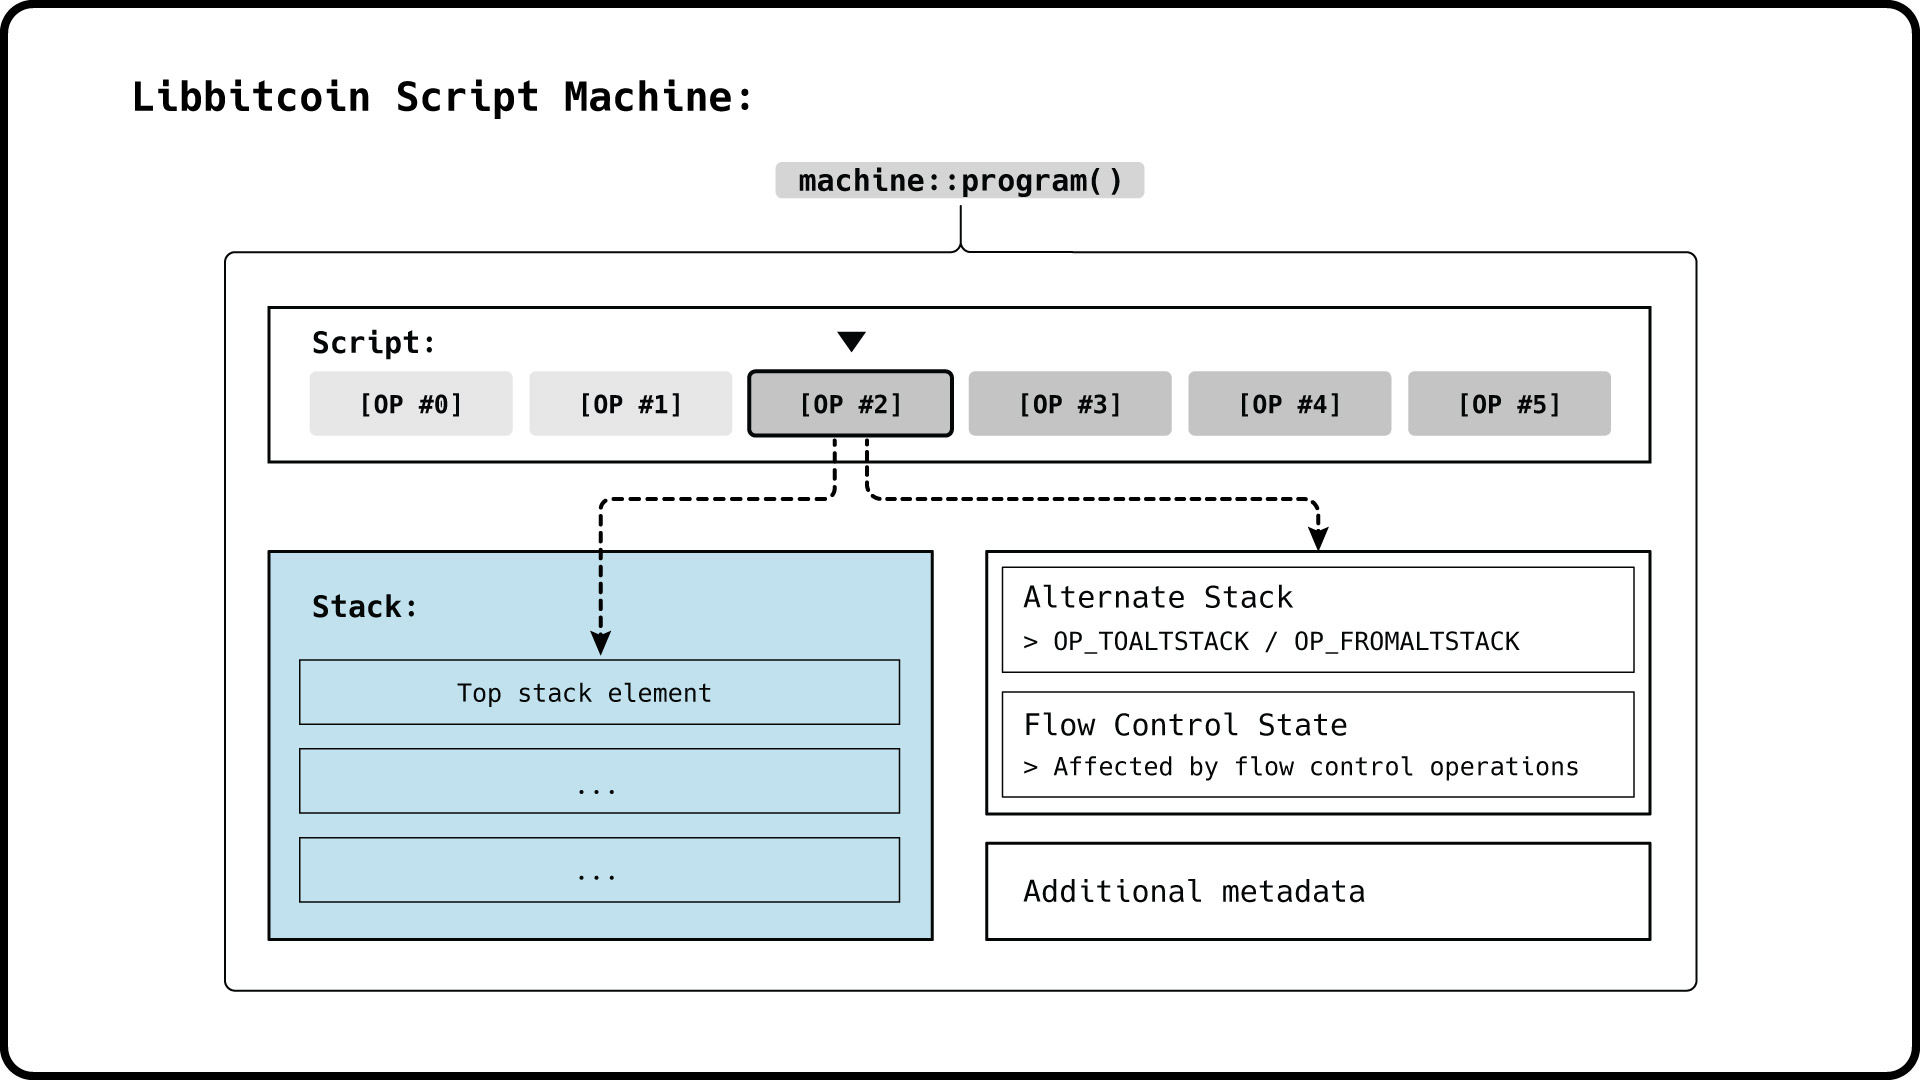 Libbitcoin Script Machine:
machine::program()
Script:
[OP #0] [OP #1] [OP #2] [OP #3] [OP #4] [OP #5]
Stack:
Top stack element
...
...
Alternate Stack
> OP_TOALTSTACK / OP_FROMALTSTACK
Flow Control State
> Affected by flow control operations
Additional metadata